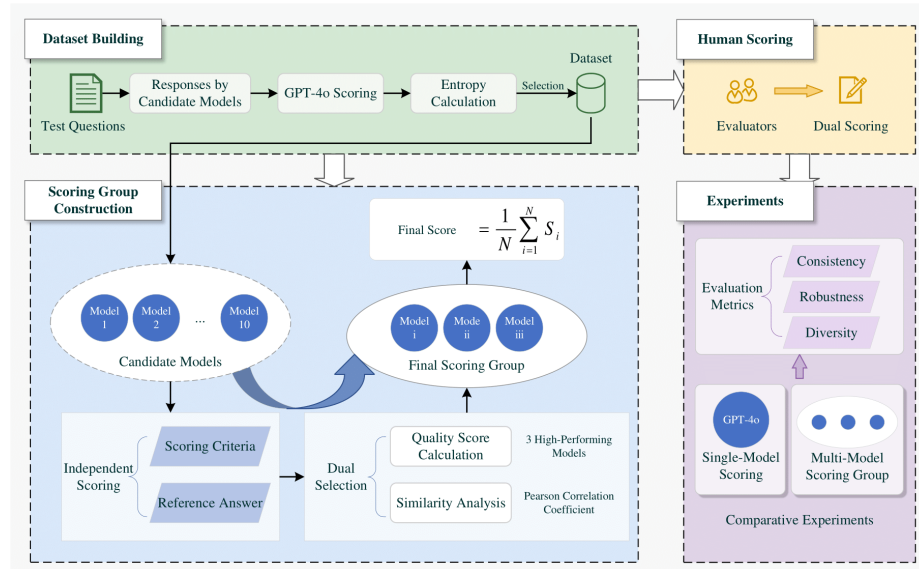 Dataset Building
Test Questions
Responses by
Candidate Models
GPT-4o Scoring
Entropy
Calculation
Selection
Dataset
Human Scoring
Evaluators
Dual Scoring
Scoring Group
Construction
Final Score = 1/N ∑ i=1 N S i
Model
1
Model
2
...
Model
10
Candidate Models
Model
i
Mode
ii
Model
iii
Final Scoring Group
Independent
Scoring
Scoring Criteria
Reference Answer
Dual
Selection
Quality Score
Calculation
3 High-Performing
Models
Similarity Analysis
Pearson Correlation
Coefficient
Experiments
Evaluation
Metrics
Consistency
Robustness
Diversity
GPT-4o
Single-Model
Scoring
Multi-Model
Scoring Group
Comparative Experiments